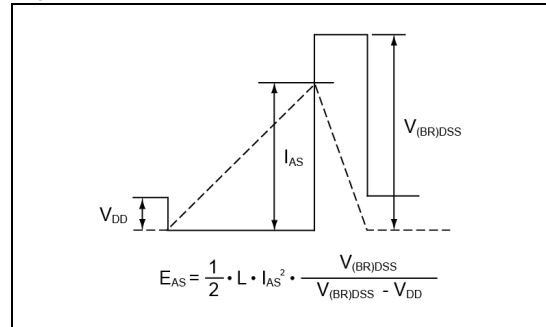 V(BR)DSS
IAS
VDD
EAS = 1/2 • L • IAS² • V(BR)DSS / (V(BR)DSS - VDD)